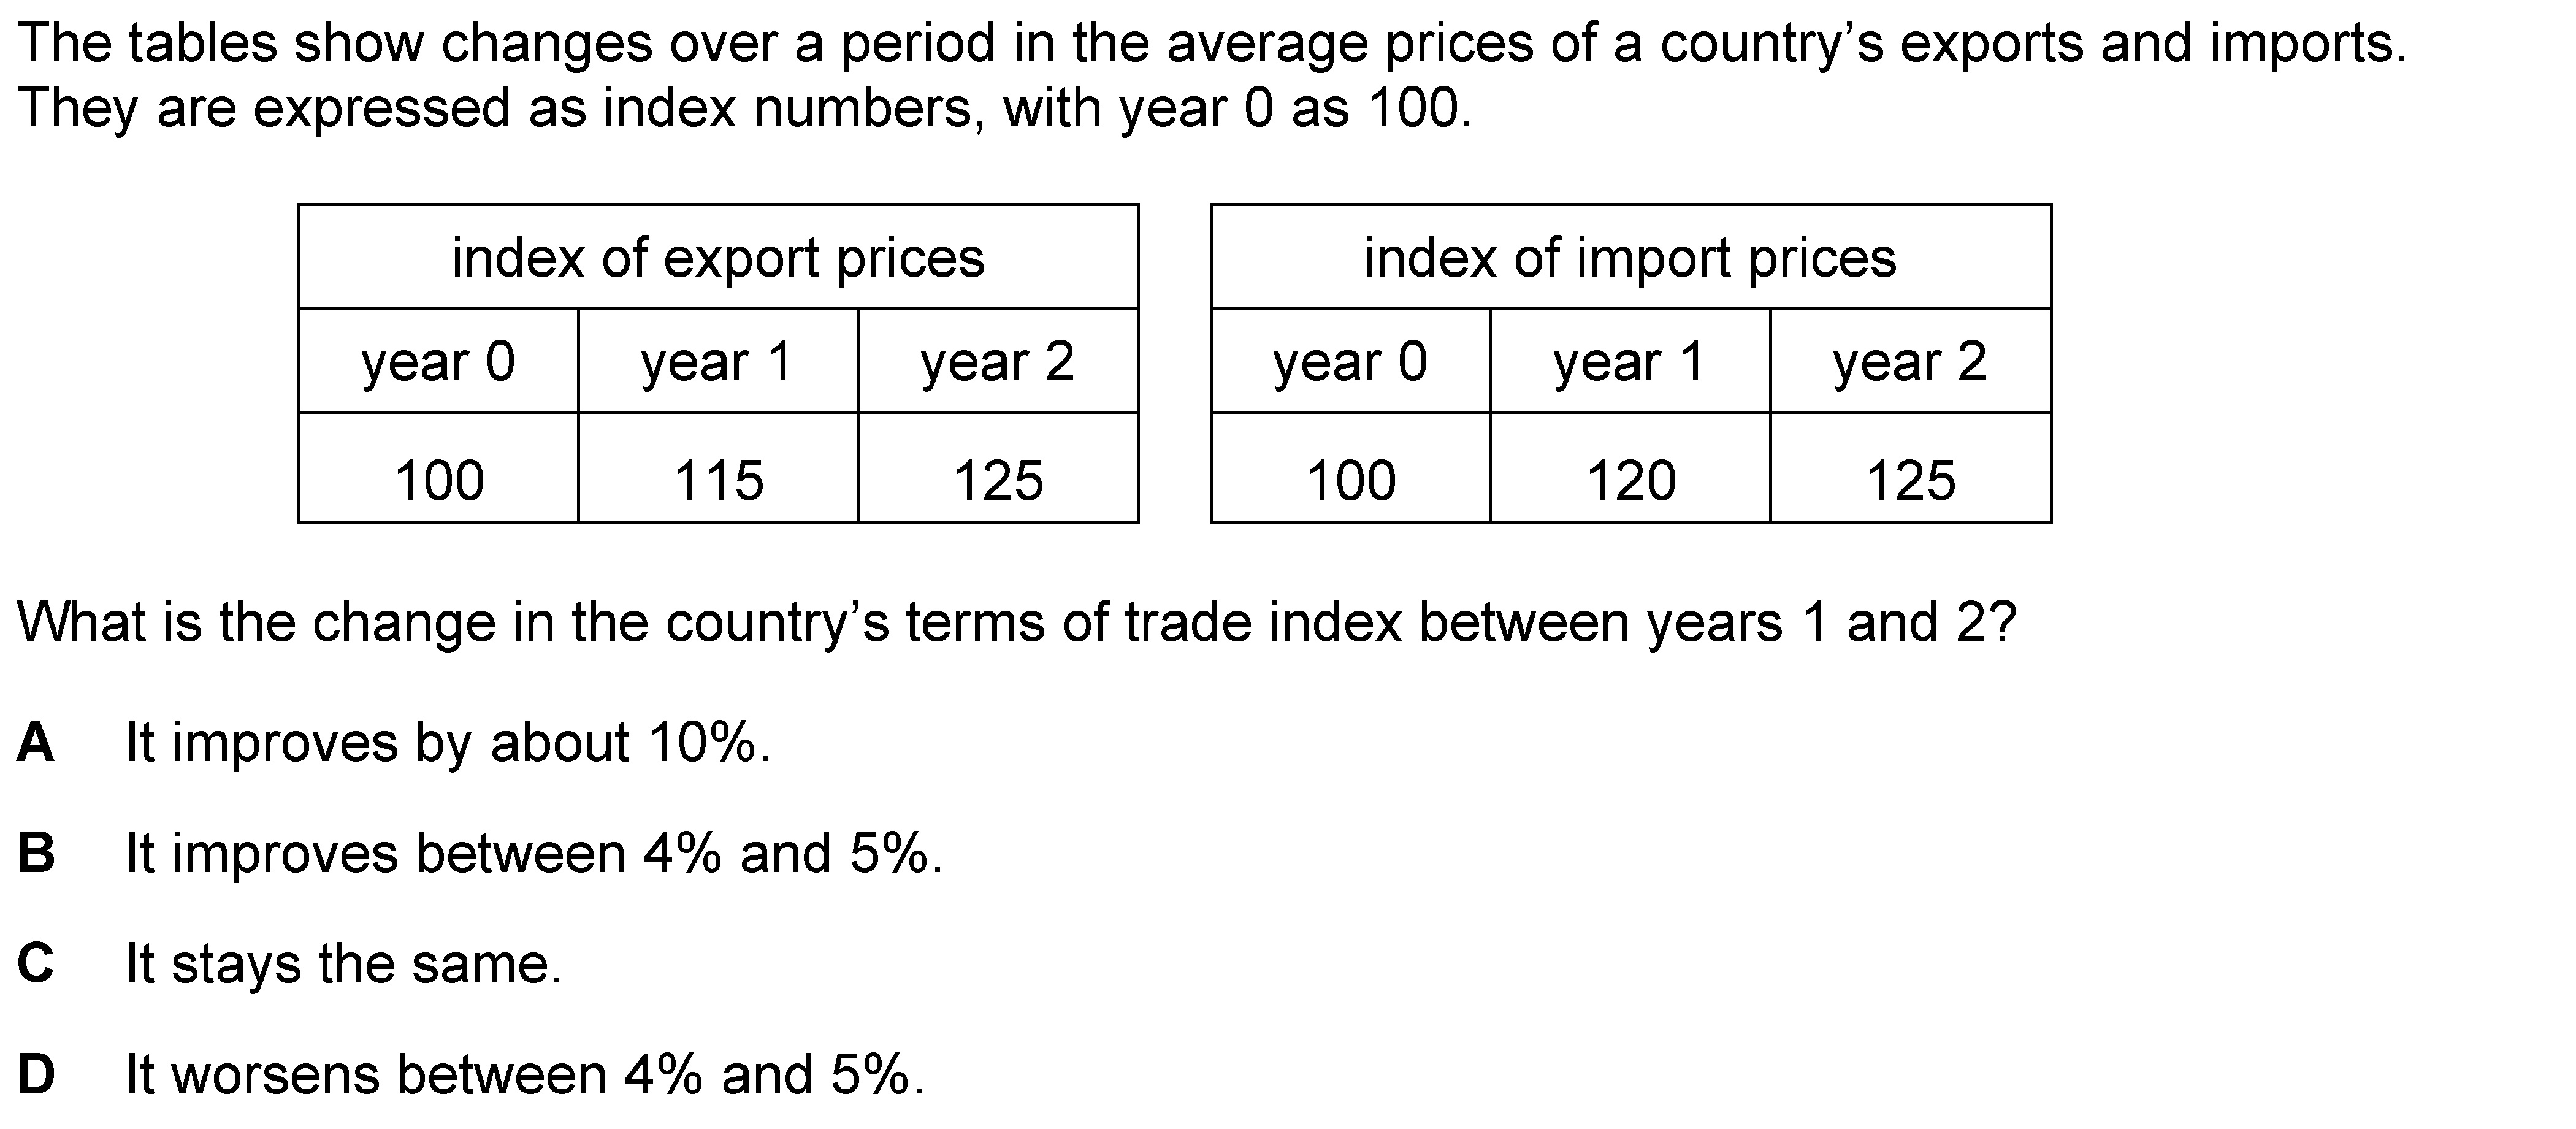 The tables show changes over a period in the average prices of a country’s exports and imports.
They are expressed as index numbers, with year 0 as 100.
index of export prices
year 0 year 1 year 2
100 115 125
index of import prices
year 0 year 1 year 2
100 120 125
What is the change in the country’s terms of trade index between years 1 and 2?
A It improves by about 10%.
B It improves between 4% and 5%.
C It stays the same.
D It worsens between 4% and 5%.